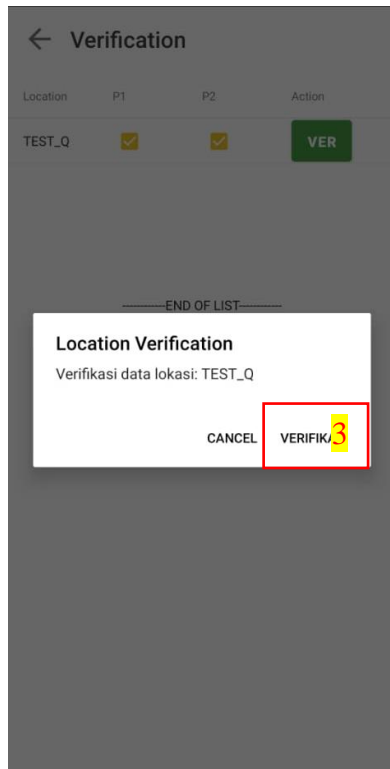 Verification
Location P1 P2 Action
TEST_Q VER
-----------END OF LIST-----------
Location Verification
Verifikasi data lokasi: TEST_Q
CANCEL
3